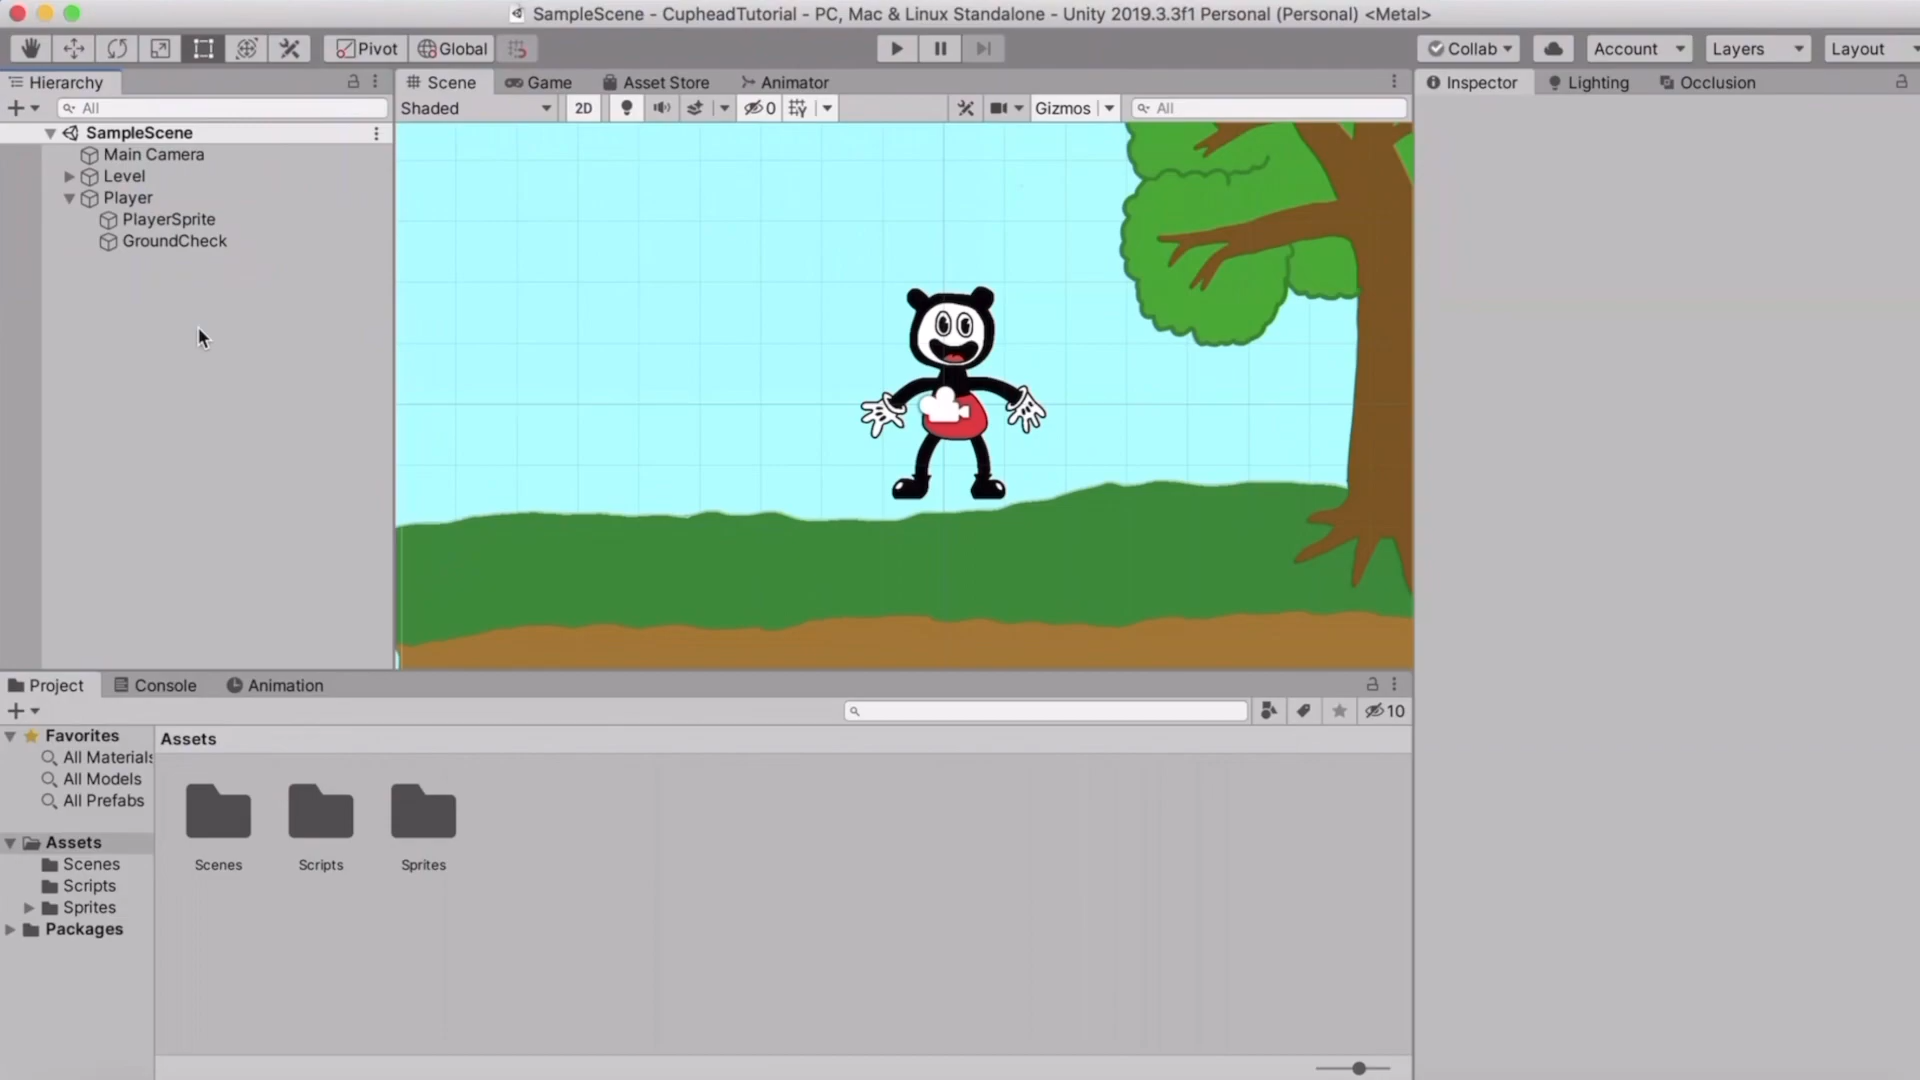 SampleScene - CupheadTutorial - PC, Mac & Linux Standalone - Unity 2019.3.3f1 Personal (Personal) <Metal>
Pivot Global Collab Account Layers Layout
Hierarchy
All
SampleScene
Main Camera
Level
Player
PlayerSprite
GroundCheck
Scene Game Asset Store Animator
Shaded 2D 0 Gizmos All
Inspector Lighting Occlusion
Project Console Animation
10
Favorites
All Materials
All Models
All Prefabs
Assets
Scenes
Scripts
Sprites
Packages
Assets
Scenes Scripts Sprites